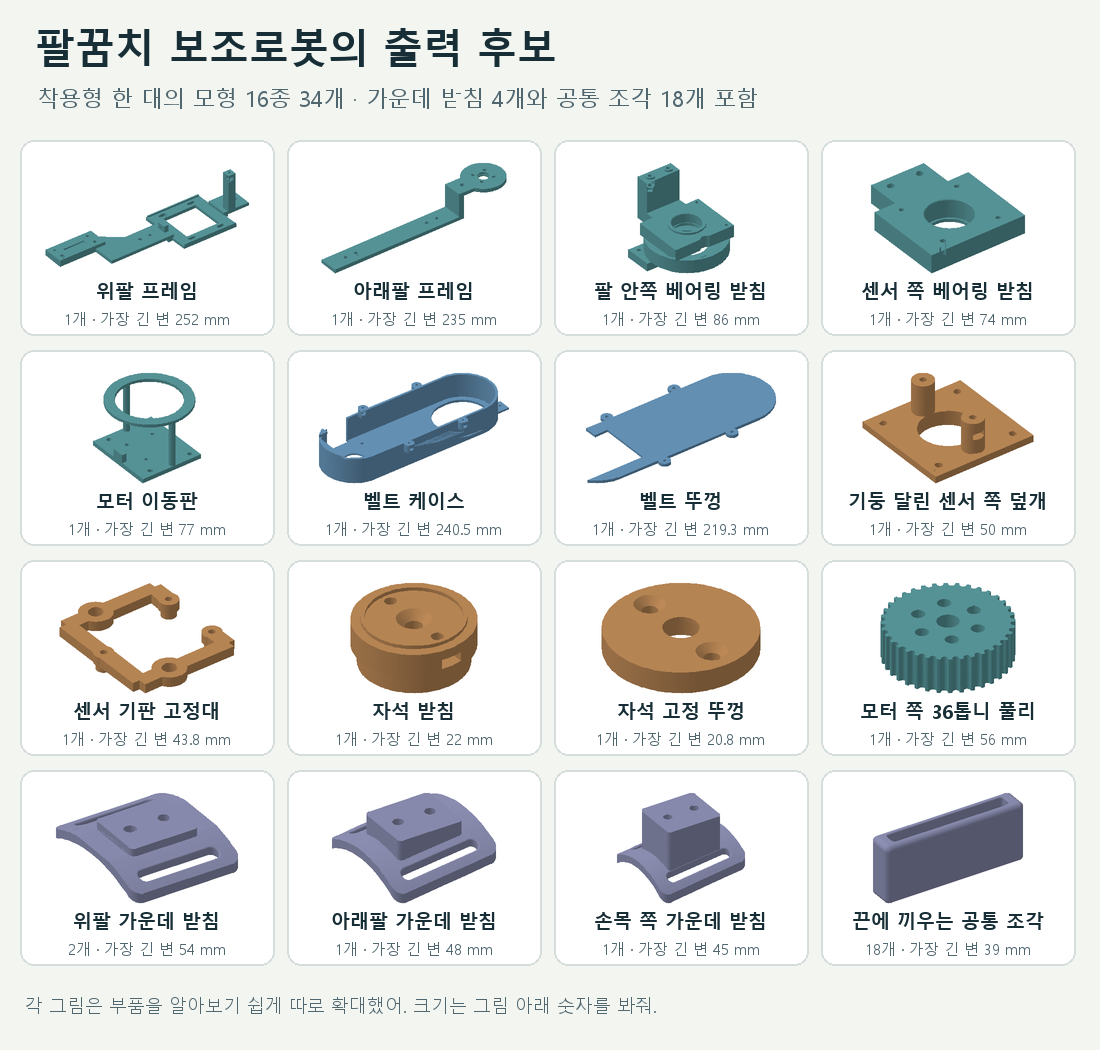 팔꿈치 보조로봇의 출력 후보
착용형 한 대의 모형 16종 34개 · 가운데 받침 4개와 공통 조각 18개 포함
위팔 프레임
1개 · 가장 긴 변 252 mm
아래팔 프레임
1개 · 가장 긴 변 235 mm
팔 안쪽 베어링 받침
1개 · 가장 긴 변 86 mm
센서 쪽 베어링 받침
1개 · 가장 긴 변 74 mm
모터 이동판
1개 · 가장 긴 변 77 mm
벨트 케이스
1개 · 가장 긴 변 240.5 mm
벨트 뚜껑
1개 · 가장 긴 변 219.3 mm
기둥 달린 센서 쪽 덮개
1개 · 가장 긴 변 50 mm
센서 기판 고정대
1개 · 가장 긴 변 43.8 mm
자석 받침
1개 · 가장 긴 변 22 mm
자석 고정 뚜껑
1개 · 가장 긴 변 20.8 mm
모터 쪽 36톱니 풀리
1개 · 가장 긴 변 56 mm
위팔 가운데 받침
2개 · 가장 긴 변 54 mm
아래팔 가운데 받침
1개 · 가장 긴 변 48 mm
손목 쪽 가운데 받침
1개 · 가장 긴 변 45 mm
끈에 끼우는 공통 조각
18개 · 가장 긴 변 39 mm
각 그림은 부품을 알아보기 쉽게 따로 확대했어. 크기는 그림 아래 숫자를 봐줘.